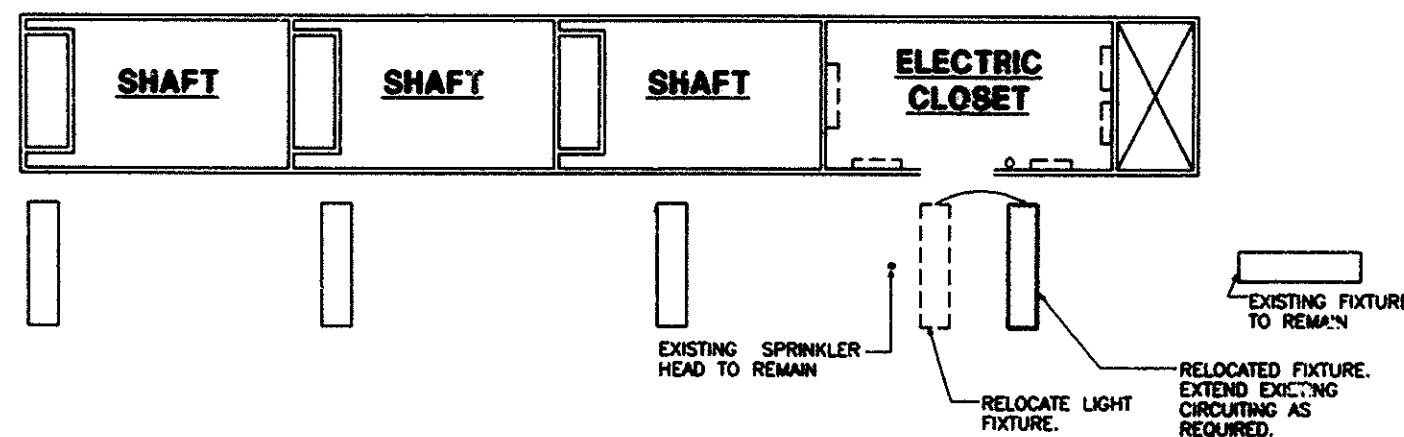 SHAFT
SHAFT
SHAFT
ELECTRIC
CLOSET
EXISTING FIXTURE
TO REMAIN
EXISTING SPRINKLER
HEAD TO REMAIN
RELOCATED FIXTURE.
EXTEND EXISTING
CIRCUITING AS
REQUIRED.
RELOCATE LIGHT
FIXTURE.